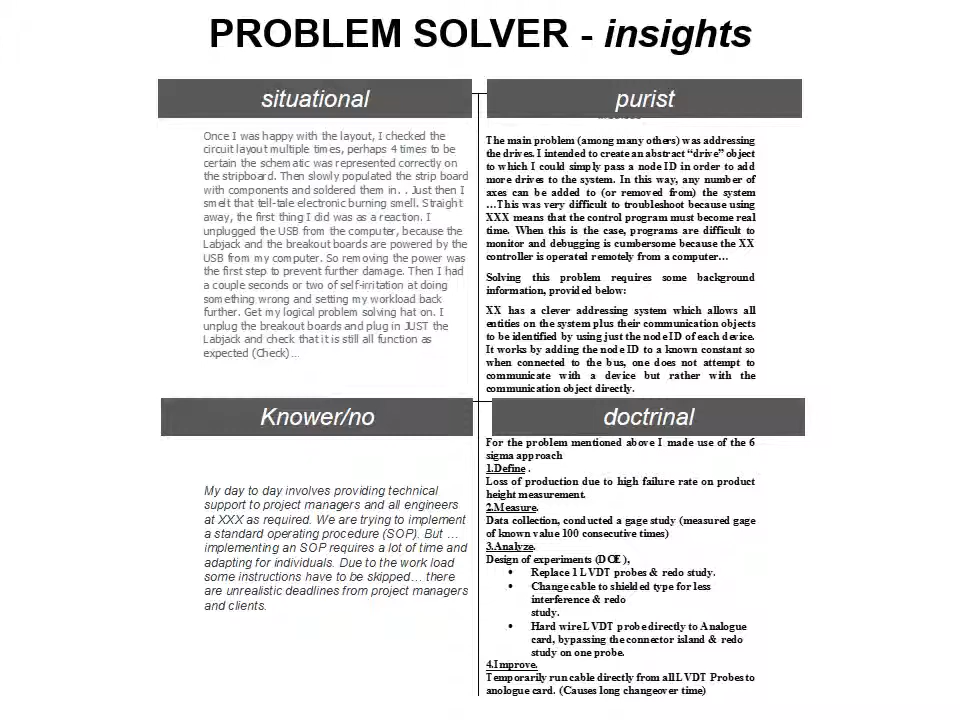 PROBLEM SOLVER - insights
situational
Once I was happy with the layout, I checked the
circuit layout multiple times, perhaps 4 times to be
certain the schematic was represented correctly on
the stripboard. Then slowly populated the strip board
with components and soldered them in. . Just then I
smelt that tell-tale electronic burning smell. Straight
away, the first thing I did was as a reaction. I
unplugged the USB from the computer, because the
Labjack and the breakout boards are powered by the
USB from my computer. So removing the power was
the first step to prevent further damage. Then I had
a couple seconds or two of self-irritation at doing
something wrong and setting my workload back
further. Get my logical problem solving hat on. I
unplug the breakout boards and plug in JUST the
Labjack and check that it is still all function as
expected (Check)...
purist
The main problem (among many others) was addressing
the drives. I intended to create an abstract “drive” object
to which I could simply pass a node ID in order to add
more drives to the system. In this way, any number of
axes can be added to (or removed from) the system
…This was very difficult to troubleshoot because using
XXX means that the control program must become real
time. When this is the case, programs are difficult to
monitor and debugging is cumbersome because the XX
controller is operated remotely from a computer…
Solving this problem requires some background
information, provided below:
XX has a clever addressing system which allows all
entities on the system plus their communication objects
to be identified by using just the node ID of each device.
It works by adding the node ID to a known constant so
when connected to the bus, one does not attempt to
communicate with a device but rather with the
communication object directly.
Knower/no
My day to day involves providing technical
support to project managers and all engineers
at XXX as required. We are trying to implement
a standard operating procedure (SOP). But …
implementing an SOP requires a lot of time and
adapting for individuals. Due to the work load
some instructions have to be skipped… there
are unrealistic deadlines from project managers
and clients.
doctrinal
For the problem mentioned above I made use of the 6
sigma approach
1.Define .
Loss of production due to high failure rate on product
height measurement.
2.Measure.
Data collection, conducted a gage study (measured gage
of known value 100 consecutive times)
3.Analyze.
Design of experiments (DOE),
• Replace 1 LVDT probes & redo study.
• Change cable to shielded type for less
interference & redo
study.
• Hard wire LVDT probe directly to Analogue
card, bypassing the connector island & redo
study on one probe.
4.Improve.
Temporarily run cable directly from all LVDT Probes to
anologue card. (Causes long changeover time)